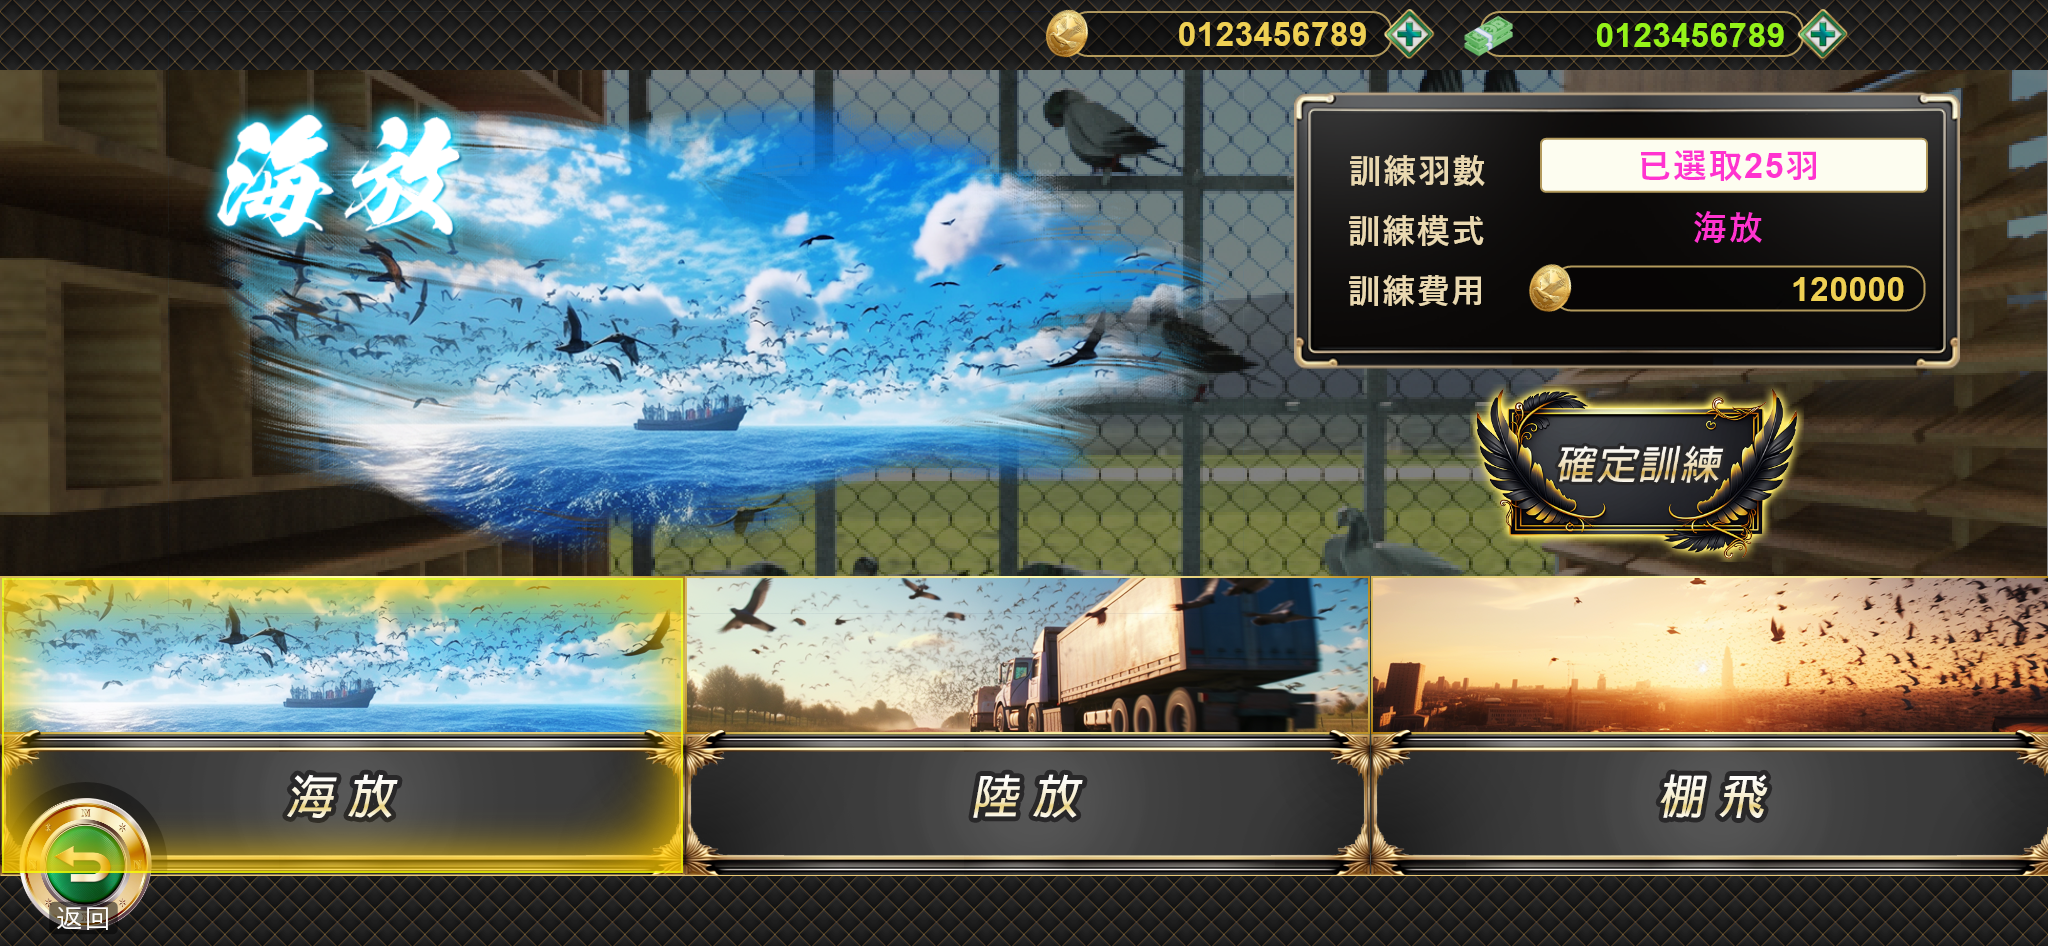 0123456789
0123456789
海放
訓練羽數
已選取25羽
訓練模式
海放
訓練費用
120000
確定訓練
海放
陸放
棚飛
返回